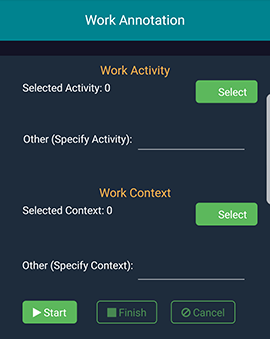 Work Annotation
Work Activity
Selected Activity: 0
Select
Other (Specify Activity):
Work Context
Selected Context: 0
Select
Other (Specify Context):
Start
Finish
Cancel